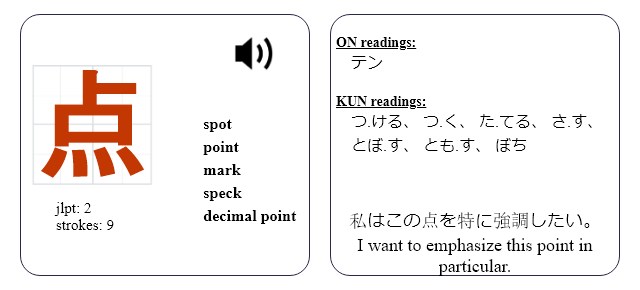 点
spot
point
mark
speck
decimal point
jlpt: 2
strokes: 9
ON readings:
テン
KUN readings:
つ.ける、 つ.く、 た.てる、 さ.す、
とぼ.す、 とも.す、 ぼち
私はこの点を特に強調したい。
I want to emphasize this point in
particular.